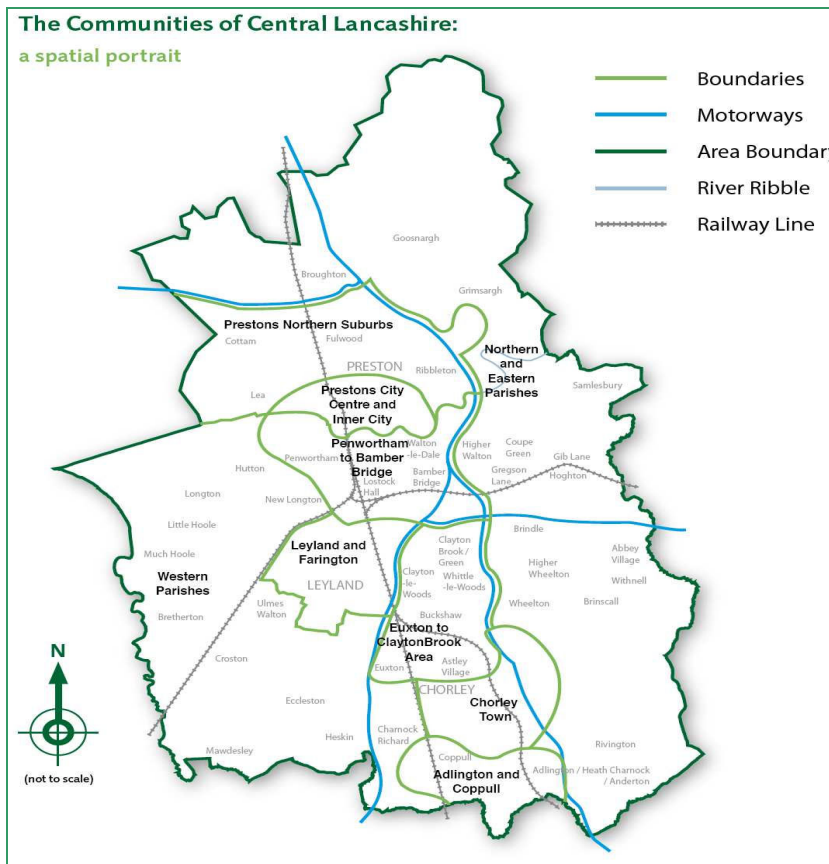 The Communities of Central Lancashire:
a spatial portrait
Boundaries
Motorways
Area Boundary
River Ribble
Railway Line
Goosnargh
Broughton
Grimsargh
Prestons Northern Suburbs
Cottam
Fulwood
PRESTON
Ribbleton
Northern
and
Eastern
Parishes
Samlesbury
Lea
Prestons City
Centre and
Inner City
Penwortham
to Bamber
Bridge
Walton
-le-Dale
Higher
Walton
Coupe
Green
Hutton
Penwortham
Lostock
Hall
Bamber
Bridge
Gregson
Lane
Gib Lane
Hoghton
Longton
New Longton
Little Hoole
Brindle
Much Hoole
Leyland and
Farington
LEYLAND
Clayton
Brook /
Green
Clayton
-le-
Woods
Whittle
-le-Woods
Higher
Wheelton
Abbey
Village
Withnell
Western
Parishes
Bretherton
Ulmes
Walton
Buckshaw
Wheelton
Brinscall
Euxton to
ClaytonBrook
Area
Croston
Euxton
Astley
Village
CHORLEY
Chorley
Town
Eccleston
Heskin
Charnock
Richard
Mawdesley
Coppull
Rivington
Adlington and
Coppull
Adlington / Heath Charnock
/ Anderton
N
(not to scale)